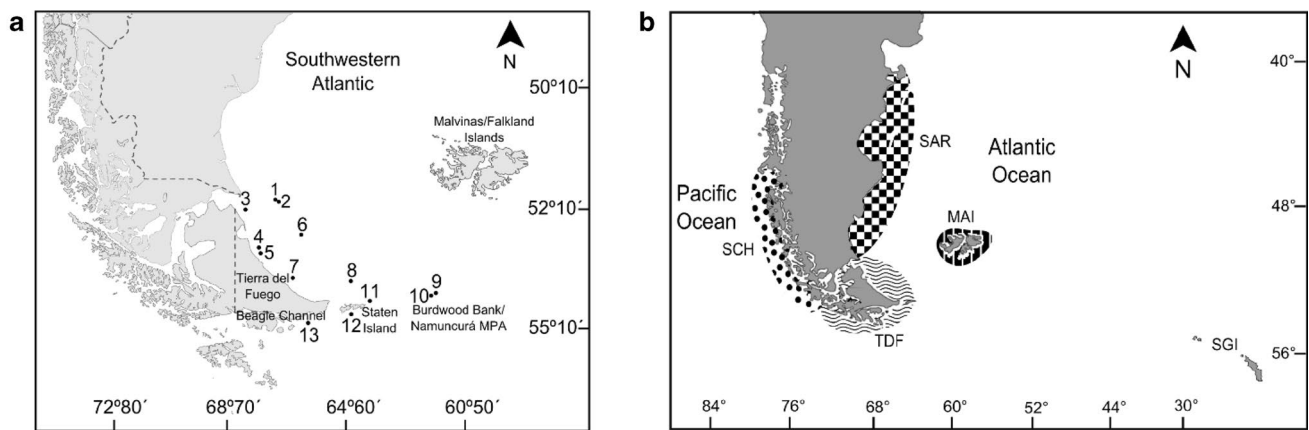 a
N
Southwestern
Atlantic
50º10´
Malvinas/Falkland
Islands
52º10´
1
2
3
6
4
5
7
8
9
10
11
12
13
Tierra del
Fuego
Beagle Channel
Staten
Island
Burdwood Bank/
Namuncurá MPA
55º10´
72º80´
68º70´
64º60´
60º50´
b
N
40°
SAR
Atlantic
Ocean
Pacific
Ocean
SCH
MAI
48°
TDF
SGI
56°
84°
76°
68°
60°
52°
44°
30°